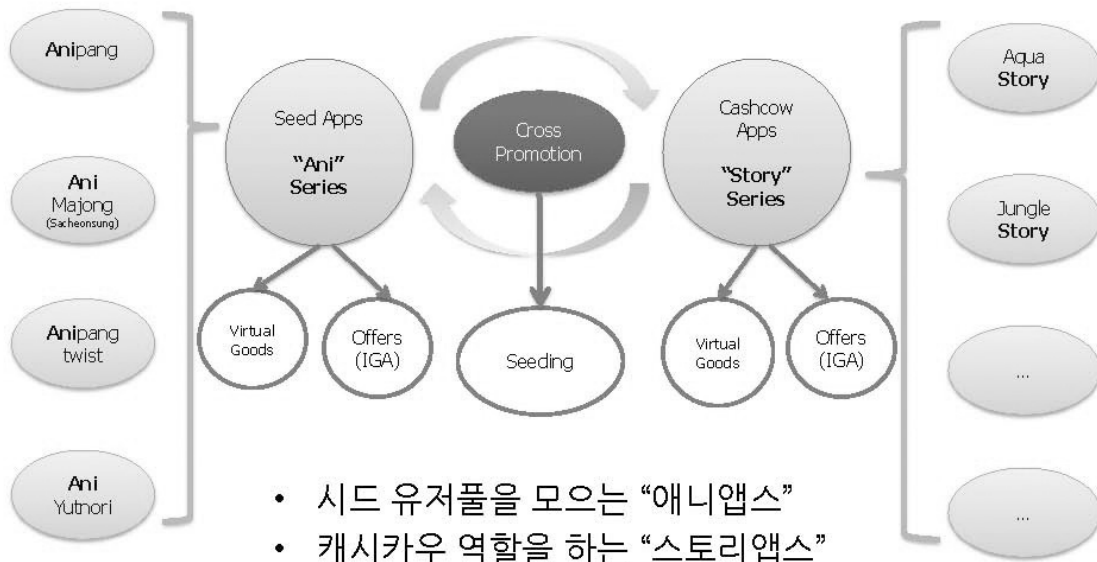 Anipang
Ani
Majong
(Sacheonsung)
Anipang
twist
Ani
Yutnori
Seed Apps
"Ani"
Series
Virtual
Goods
Offers
(IGA)
Cross
Promotion
Seeding
Cashcow
Apps
"Story"
Series
Virtual
Goods
Offers
(IGA)
Aqua
Story
Jungle
Story
...
...
• 시드 유저풀을 모으는 “애니앱스”
• 캐시카우 역할을 하는 “스토리앱스”